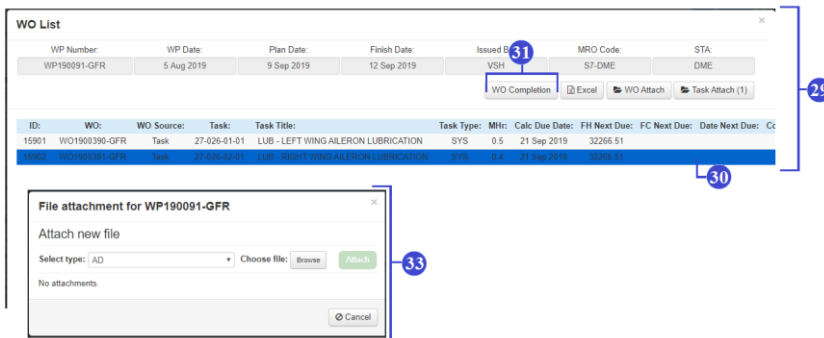 WO List ×
WP Number: WP Date: Plan Date: Finish Date: Issued B 31 MRO Code: STA:
WP190091-GFR 5 Aug 2019 9 Sep 2019 12 Sep 2019 VSH S7-DME DME
WO Completion Excel WO Attach Task Attach (1) 29
ID: WO: WO Source: Task: Task Title: Task Type: MHr: Calc Due Date: FH Next Due: FC Next Due: Date Next Due: Co
15901 WO1900390-GFR Task 27-026-01-01 LUB - LEFT WING AILERON LUBRICATION SYS 0.5 21 Sep 2019 32266.51
15902 WO1900391-GFR Task 27-026-02-01 LUB - RIGHT WING AILERON LUBRICATION SYS 0.4 21 Sep 2019 32266.51
30
File attachment for WP190091-GFR ×
Attach new file
Select type: AD Choose file: Browse Attach 33
No attachments.
Cancel